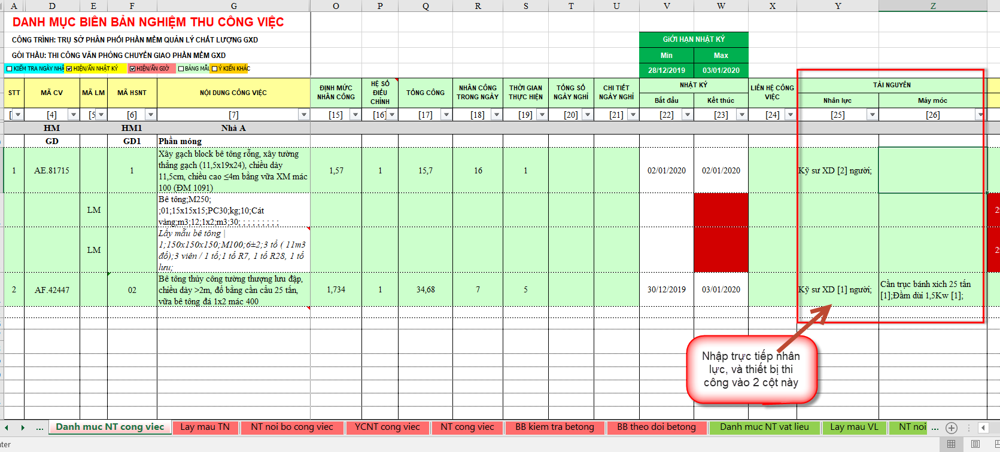 A D E F G O P Q R S T U V W X Y Z
DANH MỤC BIÊN BẢN NGHIỆM THU CÔNG VIỆC
CÔNG TRÌNH: TRỤ SỞ PHÂN PHỐI PHẦN MỀM QUẢN LÝ CHẤT LƯỢNG GXD
GÓI THẦU: THI CÔNG VĂN PHÒNG CHUYỂN GIAO PHẦN MỀM GXD
KIỂM TRA NGÀY NHẬ HIỆN/ẨN NHẬT KÝ HIỆN/ẨN GIỜ BẢNG MẪU Ý KIẾN KHÁC
GIỚI HẠN NHẬT KÝ
Min Max
28/12/2019 03/01/2020
STT MÃ CV MÃ LM MÃ HSNT NỘI DUNG CÔNG VIỆC
ĐỊNH MỨC
NHÂN CÔNG
HỆ SỐ
ĐIỀU
CHỈNH
TỔNG CÔNG
NHÂN CÔNG
TRONG NGÀY
THỜI GIAN
THỰC HIỆN
TỔNG SỐ
NGÀY NGHỈ
CHI TIẾT
NGÀY NGHỈ
NHẬT KÝ
Bắt đầu Kết thúc
LIÊN HỆ CÔNG
VIỆC
TÀI NGUYÊN
Nhân lực Máy móc
[ [4] [5 [6] [7] [15] [16] [17] [18] [19] [20] [21] [22] [23] [24] [25] [26]
HM HM1 Nhà A
GD GD1 Phần móng
1 AE.81715 1
Xây gạch block bê tông rỗng, xây tường
thẳng gạch (11,5x19x24), chiều dày
11,5cm, chiều cao ≤4m bằng vữa XM mác
100 (ĐM 1091)
1,57 1 15,7 16 1 02/01/2020 02/01/2020 Kỹ sư XD [2] người;
LM
Bê tông;M250;
;01;15x15x15;PC30;kg;10;Cát
vàng;m3;12;1x2;m3;30; ; ; ; ; ; ; ; ;
LM
Lấy mẫu bê tông |
1;150x150x150;M100;6±2;3 tổ ( 11m3
đổ);3 viên / 1 tổ;1 tổ R7, 1 tổ R28, 1 tổ
lưu;
2 AF.42447 02
Bê tông thủy công tường thượng lưu đập,
chiều dày >2m, đổ bằng cần cẩu 25 tấn,
vữa bê tông đá 1x2 mác 400
1,734 1 34,68 7 5 30/12/2019 03/01/2020 Kỹ sư XD [1] người;
Cần trục bánh xích 25 tấn
[1];Đầm dùi 1,5Kw [1];
Nhập trực tiếp nhân
lực, và thiết bị thi
công vào 2 cột này
... Danh muc NT cong viec Lay mau TN NT noi bo cong viec YCNT cong viec NT cong viec BB kiem tra betong BB theo doi betong Danh muc NT vat lieu Lay mau VL NT noi ...